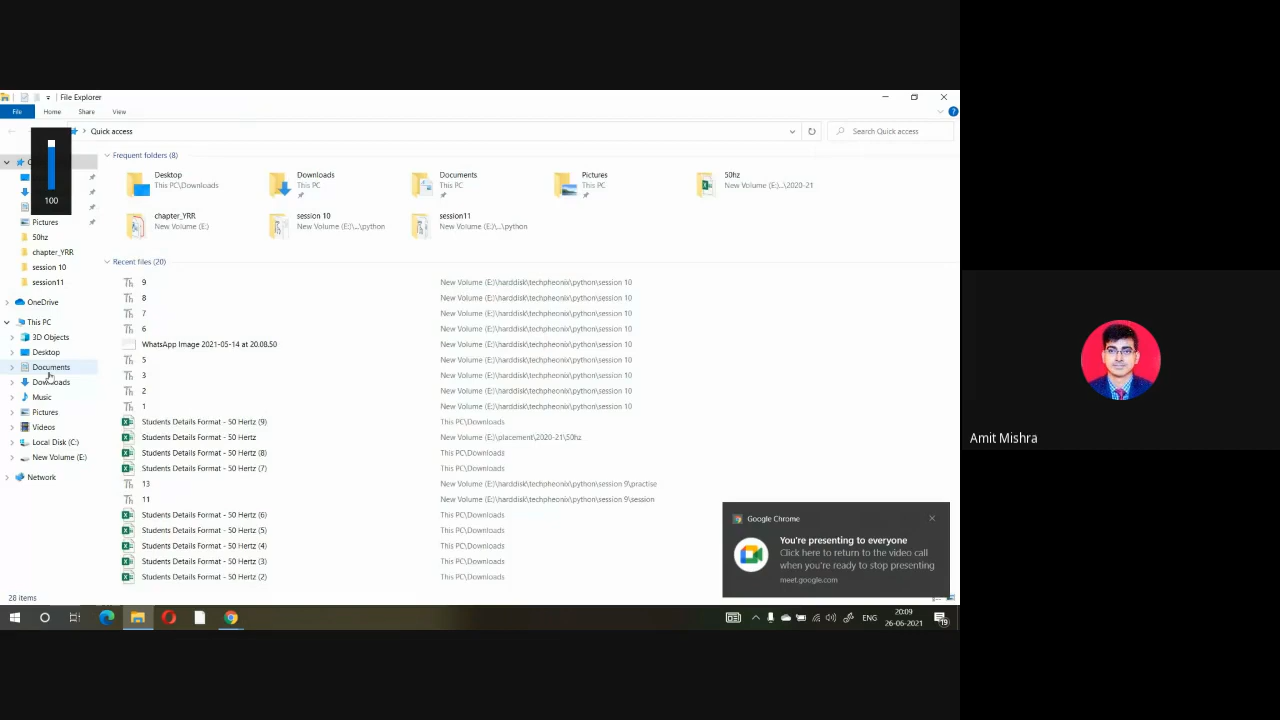 File Explorer
File Home Share View
Quick access
Search Quick access
100
Pictures
50hz
chapter_YRR
session 10
session11
OneDrive
This PC
3D Objects
Desktop
Documents
Downloads
Music
Pictures
Videos
Local Disk (C:)
New Volume (E:)
Network
Frequent folders (8)
Desktop
This PC\Downloads
Downloads
This PC
Documents
This PC
Pictures
This PC
50hz
New Volume (E:)\...\2020-21
chapter_YRR
New Volume (E:)
session 10
New Volume (E:)\...\python
session11
New Volume (E:)\...\python
Recent files (20)
9 New Volume (E:)\harddisk\techpheonix\python\session 10
8 New Volume (E:)\harddisk\techpheonix\python\session 10
7 New Volume (E:)\harddisk\techpheonix\python\session 10
6 New Volume (E:)\harddisk\techpheonix\python\session 10
WhatsApp Image 2021-05-14 at 20.08.50 New Volume (E:)\harddisk\techpheonix\python\session 10
5 New Volume (E:)\harddisk\techpheonix\python\session 10
3 New Volume (E:)\harddisk\techpheonix\python\session 10
2 New Volume (E:)\harddisk\techpheonix\python\session 10
1 New Volume (E:)\harddisk\techpheonix\python\session 10
Students Details Format - 50 Hertz (9) This PC\Downloads
Students Details Format - 50 Hertz New Volume (E:)\placement\2020-21\50hz
Students Details Format - 50 Hertz (8) This PC\Downloads
Students Details Format - 50 Hertz (7) This PC\Downloads
13 New Volume (E:)\harddisk\techpheonix\python\session 9\practise
11 New Volume (E:)\harddisk\techpheonix\python\session 9\session
Students Details Format - 50 Hertz (6) This PC\Downloads
Students Details Format - 50 Hertz (5) This PC\Downloads
Students Details Format - 50 Hertz (4) This PC\Downloads
Students Details Format - 50 Hertz (3) This PC\Downloads
Students Details Format - 50 Hertz (2) This PC\Downloads
28 items
Google Chrome
You're presenting to everyone
Click here to return to the video call
when you're ready to stop presenting
meet.google.com
ENG
20:09
26-06-2021
19
Amit Mishra